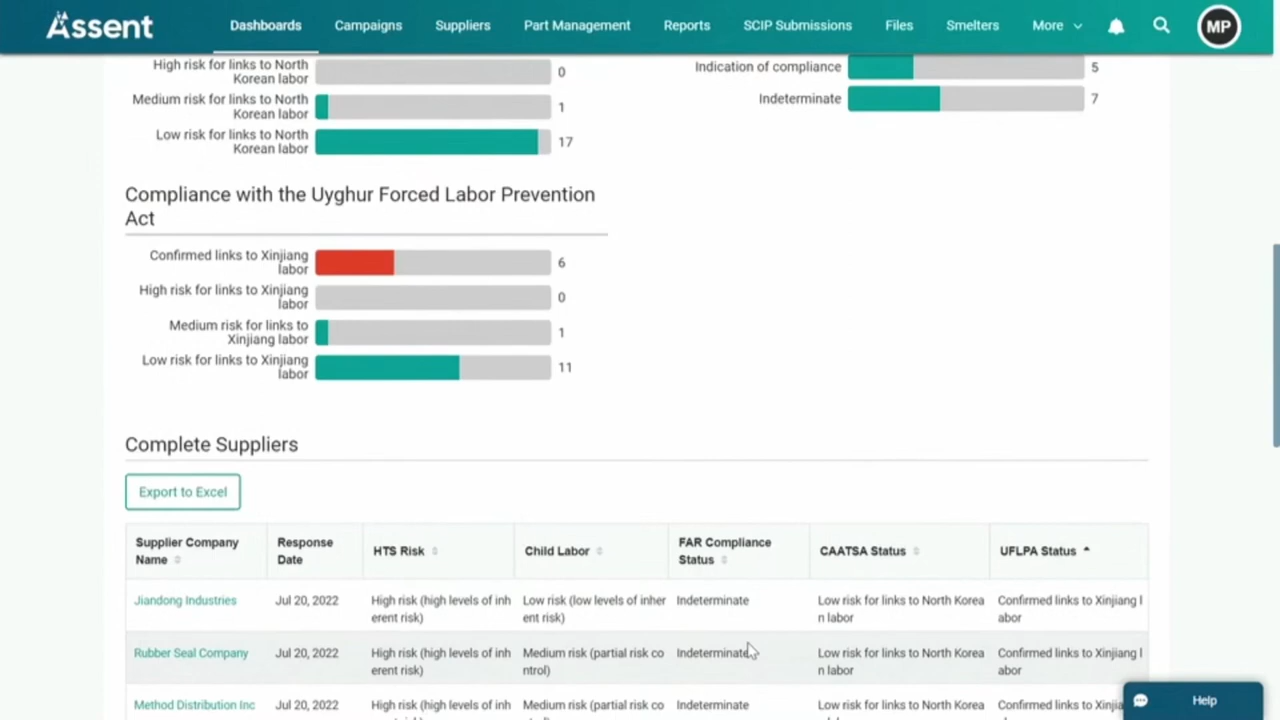 Assent
Dashboards
Campaigns
Suppliers
Part Management
Reports
SCIP Submissions
Files
Smelters
More
MP
High risk for links to North
Korean labor
0
Medium risk for links to North
Korean labor
1
Low risk for links to North
Korean labor
17
Indication of compliance
5
Indeterminate
7
Compliance with the Uyghur Forced Labor Prevention
Act
Confirmed links to Xinjiang
labor
6
High risk for links to Xinjiang
labor
0
Medium risk for links to
Xinjiang labor
1
Low risk for links to Xinjiang
labor
11
Complete Suppliers
Export to Excel
Supplier Company
Name
Response
Date
HTS Risk
Child Labor
FAR Compliance
Status
CAATSA Status
UFLPA Status
Jiandong Industries
Jul 20, 2022
High risk (high levels of inh
erent risk)
Low risk (low levels of inher
ent risk)
Indeterminate
Low risk for links to North Korea
n labor
Confirmed links to Xinjiang l
abor
Rubber Seal Company
Jul 20, 2022
High risk (high levels of inh
erent risk)
Medium risk (partial risk co
ntrol)
Indeterminate
Low risk for links to North Korea
n labor
Confirmed links to Xinjiang l
abor
Method Distribution Inc
Jul 20, 2022
High risk (high levels of inh
Medium risk (partial risk co
Indeterminate
Low risk for links to North Korea
Confirmed links to Xinjia
Help